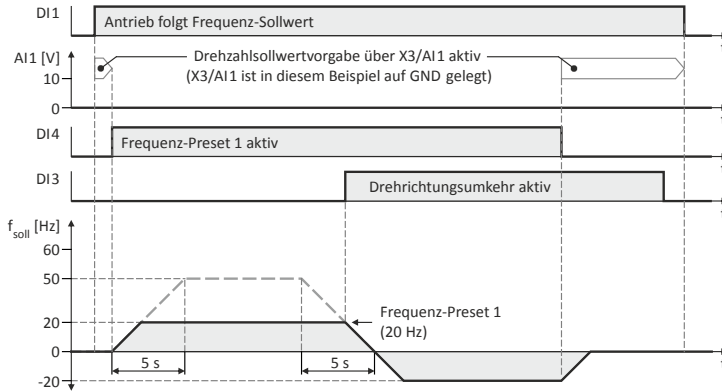 DI1
Antrieb folgt Frequenz-Sollwert
AI1 [V]
Drehzahlsollwertvorgabe über X3/AI1 aktiv
(X3/AI1 ist in diesem Beispiel auf GND gelegt)
10
0
DI4
Frequenz-Preset 1 aktiv
DI3
Drehrichtungsumkehr aktiv
fsoll [Hz]
60
50
Frequenz-Preset 1
(20 Hz)
20
0
5 s
5 s
-20